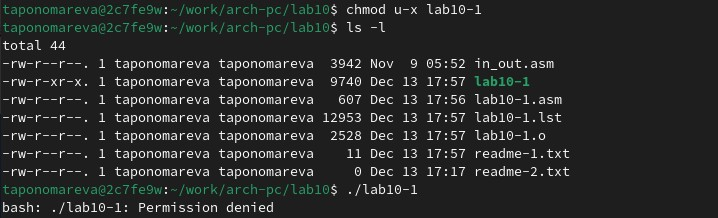 taponomareva@2c7fe9w:~/work/arch-pc/lab10$ chmod u-x lab10-1
taponomareva@2c7fe9w:~/work/arch-pc/lab10$ ls -l
total 44
-rw-r--r--. 1 taponomareva taponomareva  3942 Nov  9 05:52 in_out.asm
-rw-r-xr-x. 1 taponomareva taponomareva  9740 Dec 13 17:57 lab10-1
-rw-r--r--. 1 taponomareva taponomareva   607 Dec 13 17:56 lab10-1.asm
-rw-r--r--. 1 taponomareva taponomareva 12953 Dec 13 17:57 lab10-1.lst
-rw-r--r--. 1 taponomareva taponomareva  2528 Dec 13 17:57 lab10-1.o
-rw-r--r--. 1 taponomareva taponomareva    11 Dec 13 17:57 readme-1.txt
-rw-r--r--. 1 taponomareva taponomareva     0 Dec 13 17:17 readme-2.txt
taponomareva@2c7fe9w:~/work/arch-pc/lab10$ ./lab10-1
bash: ./lab10-1: Permission denied